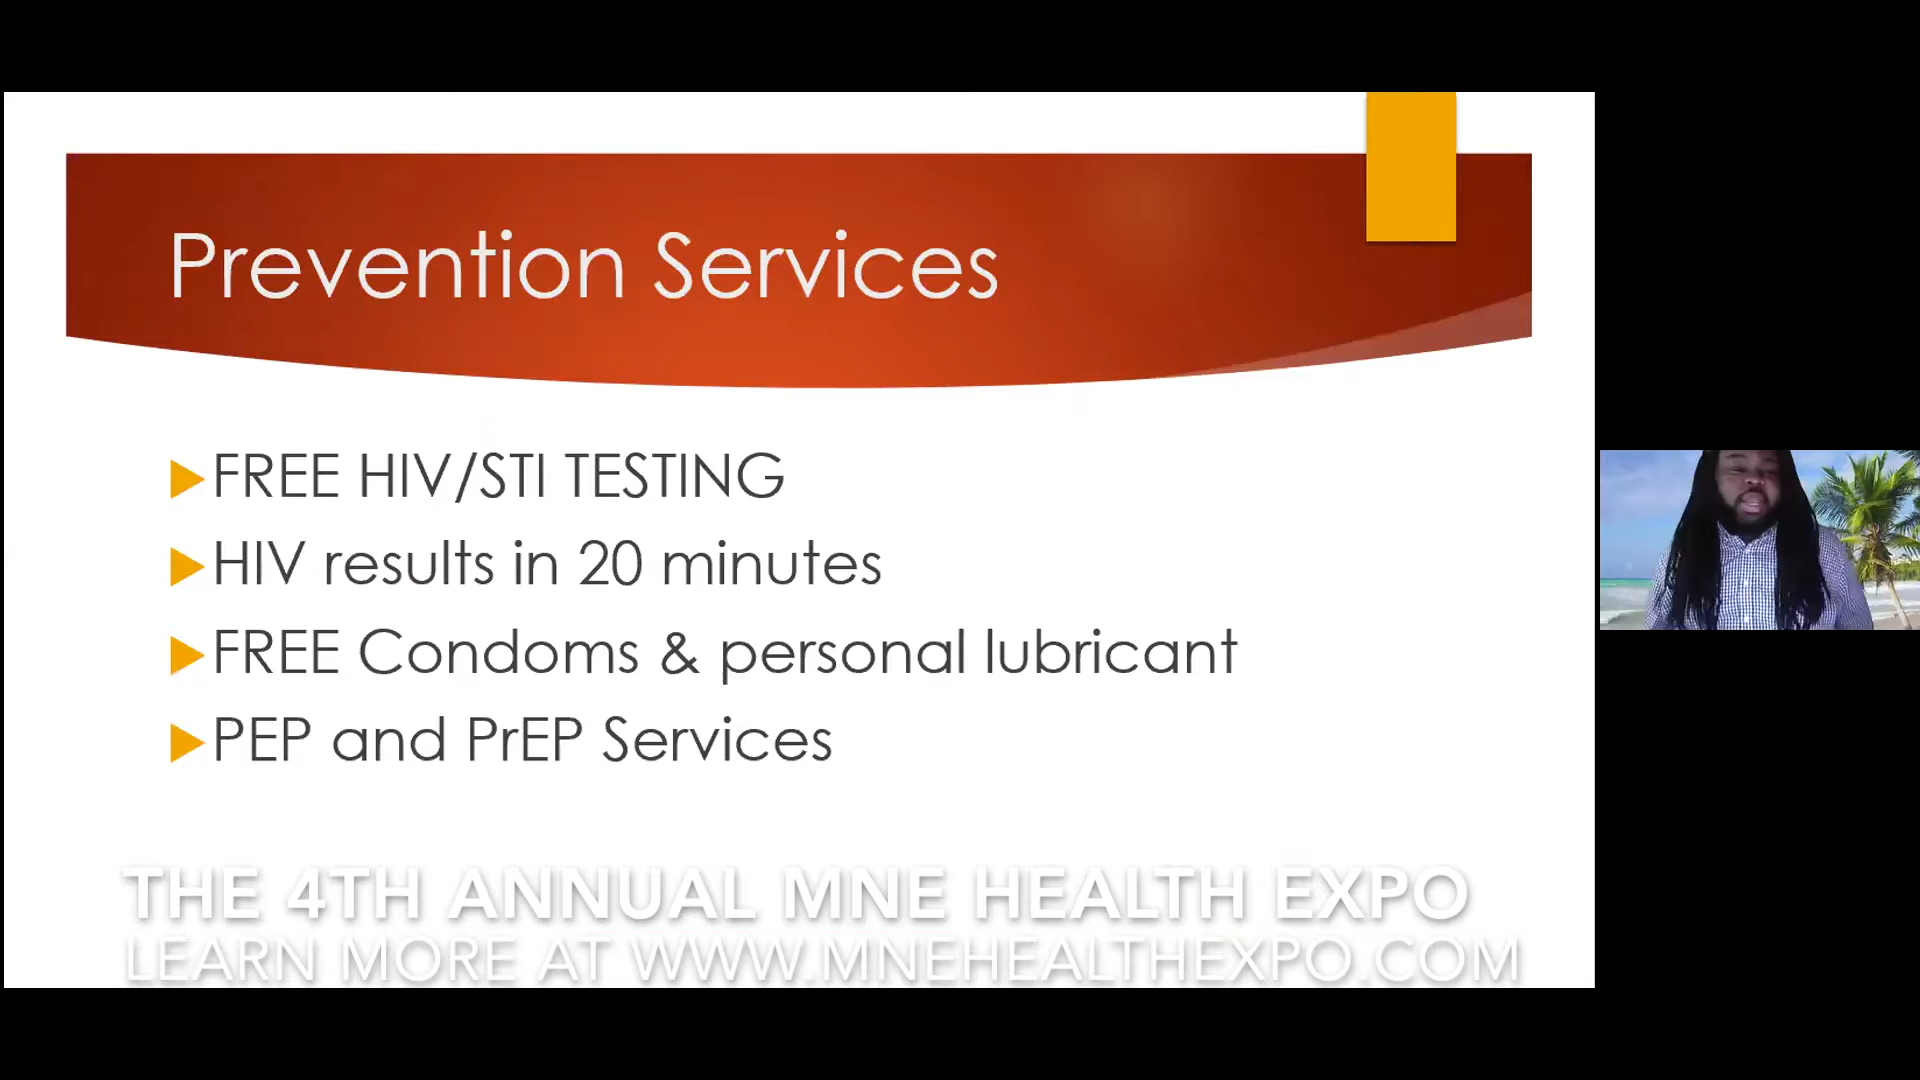 Prevention Services
FREE HIV/STI TESTING
HIV results in 20 minutes
FREE Condoms & personal lubricant
PEP and PrEP Services
THE 4TH ANNUAL MNE HEALTH EXPO
LEARN MORE AT WWW.MNEHEALTHEXPO.COM